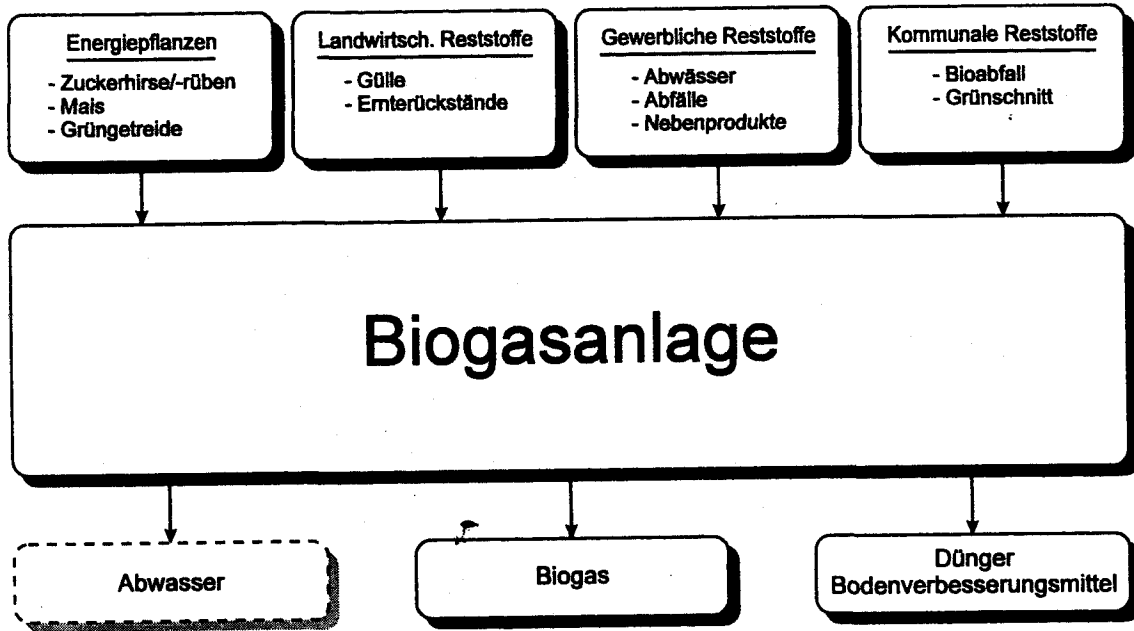 Energiepflanzen
- Zuckerhirse/-rüben
- Mais
- Grüngetreide
Landwirtsch. Reststoffe
- Gülle
- Ernterückstände
Gewerbliche Reststoffe
- Abwässer
- Abfälle
- Nebenprodukte
Kommunale Reststoffe
- Bioabfall
- Grünschnitt
Biogasanlage
Abwasser
Biogas
Dünger
Bodenverbesserungsmittel